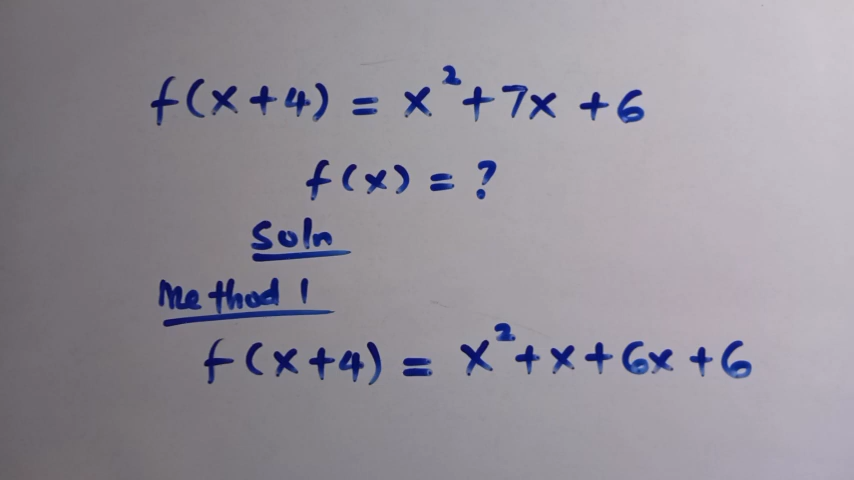 f(x+4) = x²+7x+6
f(x) = ?
Soln
Method 1
f(x+4) = x²+x+6x+6